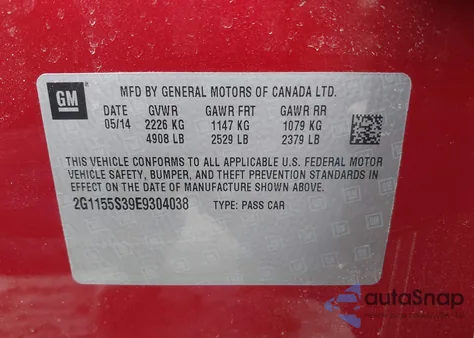 GM
MFD BY GENERAL MOTORS OF CANADA LTD.
DATE GVWR GAWR FRT GAWR RR
05/14 2226 KG 1147 KG 1079 KG
4908 LB 2529 LB 2379 LB
THIS VEHICLE CONFORMS TO ALL APPLICABLE U.S. FEDERAL MOTOR
VEHICLE SAFETY, BUMPER, AND THEFT PREVENTION STANDARDS IN
EFFECT ON THE DATE OF MANUFACTURE SHOWN ABOVE.
2G1155S39E9304038 TYPE: PASS CAR
autoSnap